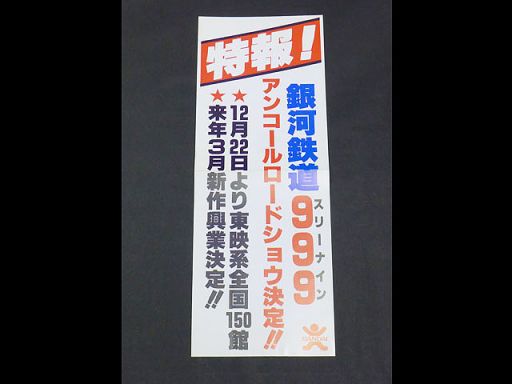 特報!
銀河鉄道999
スリーナイン
アンコールロードショウ決定!!
★12月22日より東映系全国150館
★来年3月新作興業決定!!
BANDAI